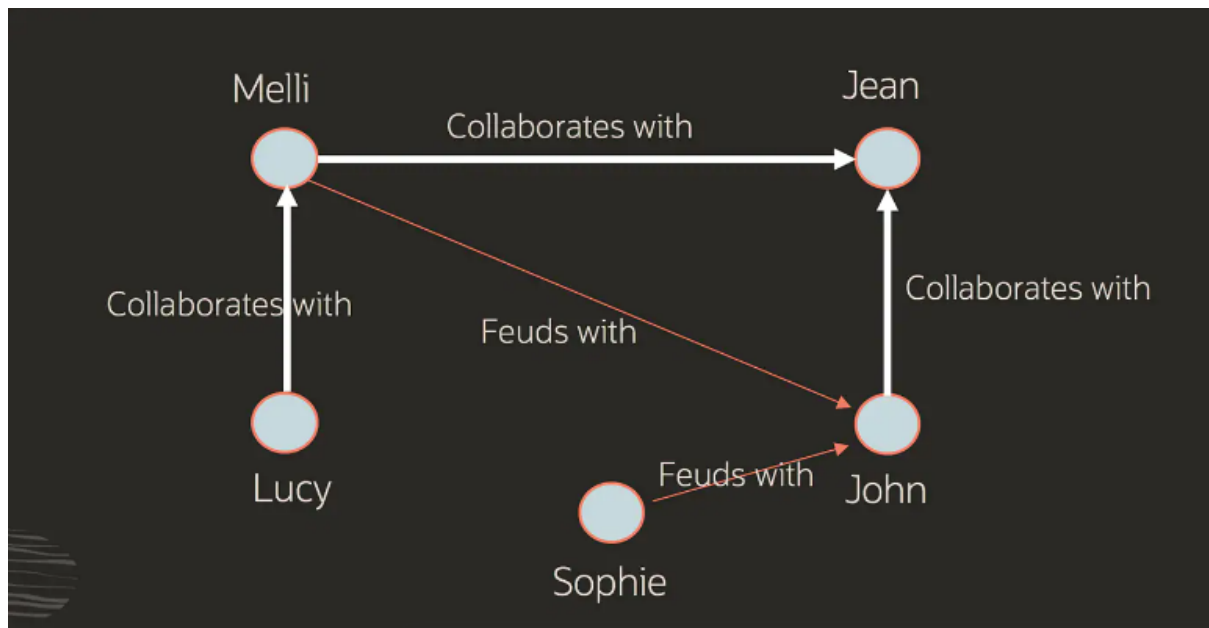 Melli
Jean
Collaborates with
Collaborates with
Collaborates with
Feuds with
Feuds with
Lucy
John
Sophie